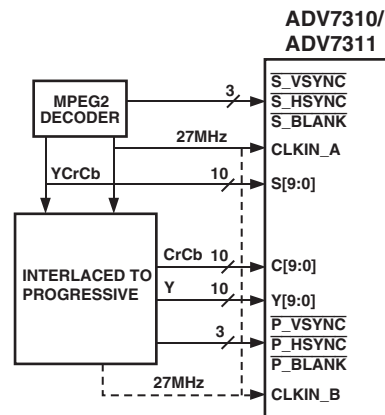 ADV7310/
ADV7311
MPEG2
DECODER
3
S_VSYNC
S_HSYNC
S_BLANK
27MHz
CLKIN_A
YCrCb
10
S[9:0]
INTERLACED TO
PROGRESSIVE
CrCb
10
C[9:0]
Y
10
Y[9:0]
3
P_VSYNC
P_HSYNC
P_BLANK
27MHz
CLKIN_B